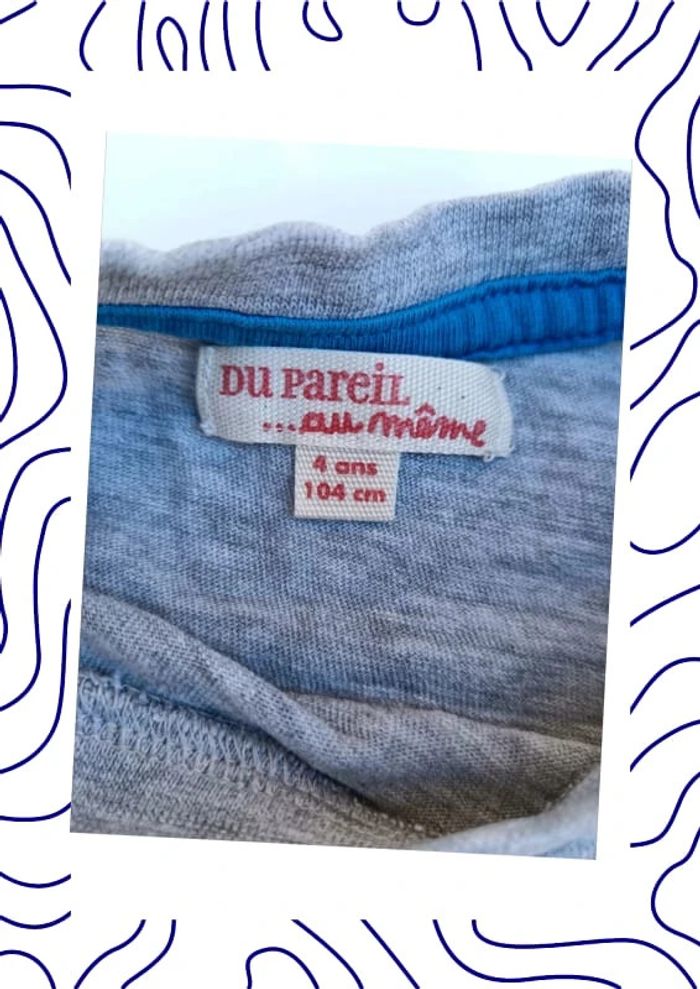 DU PAREIL
...au même
4 ans
104 cm